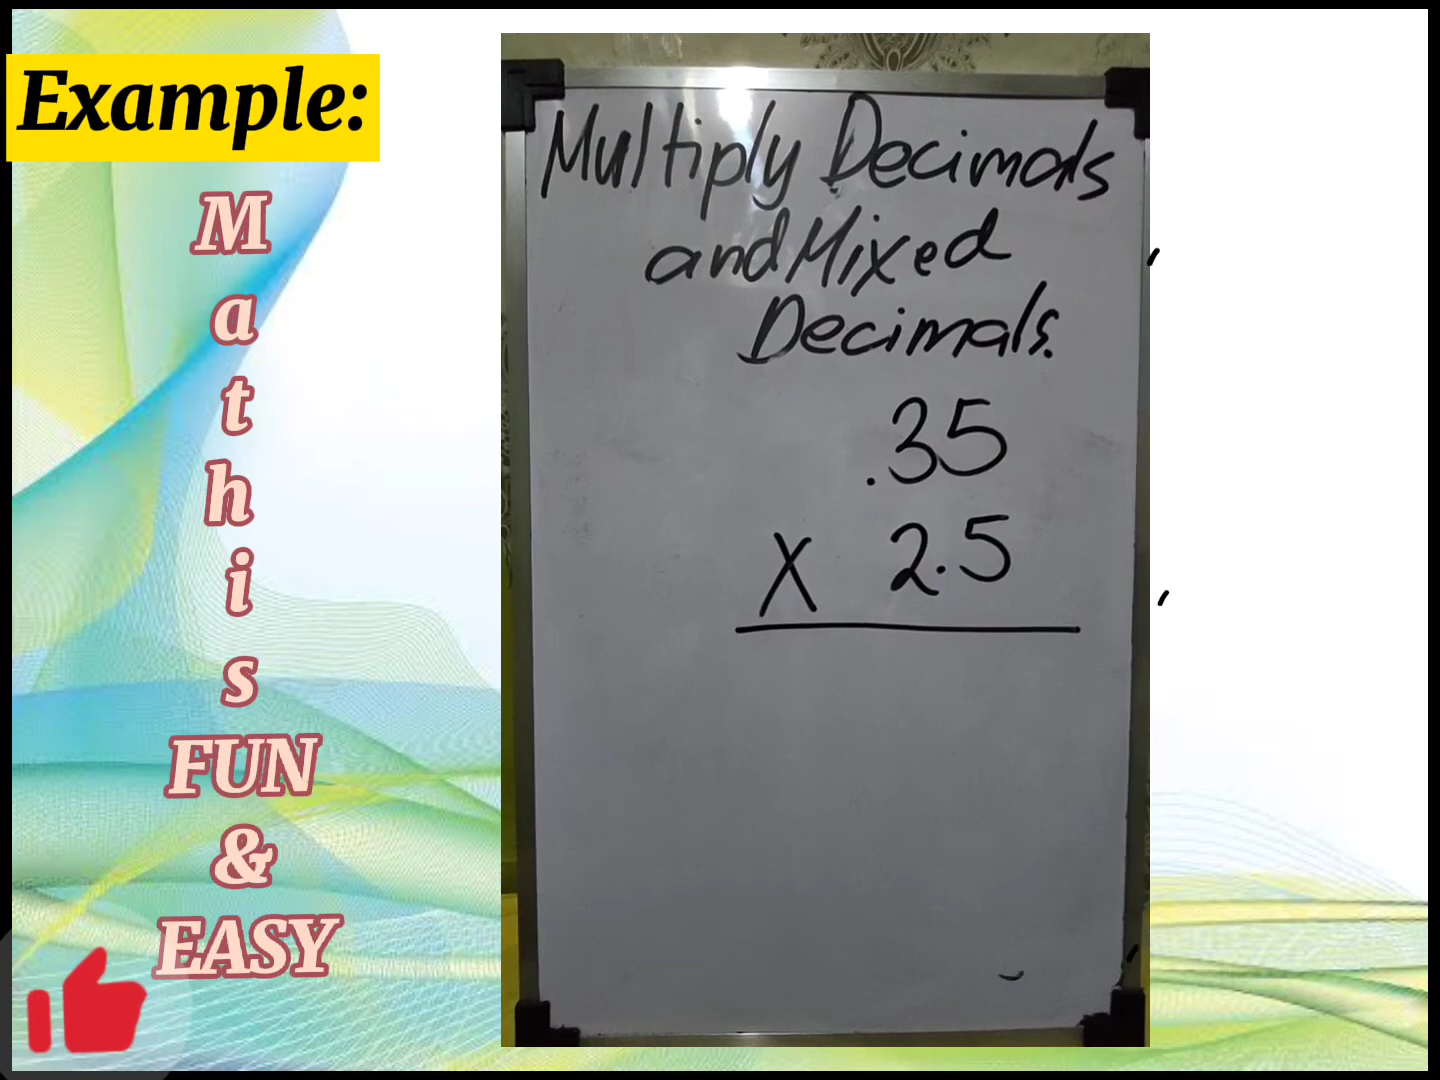 Example:
M
a
t
h
i
s
FUN
&
EASY
Multiply Decimals
and Mixed
Decimals.
.35
X 2.5